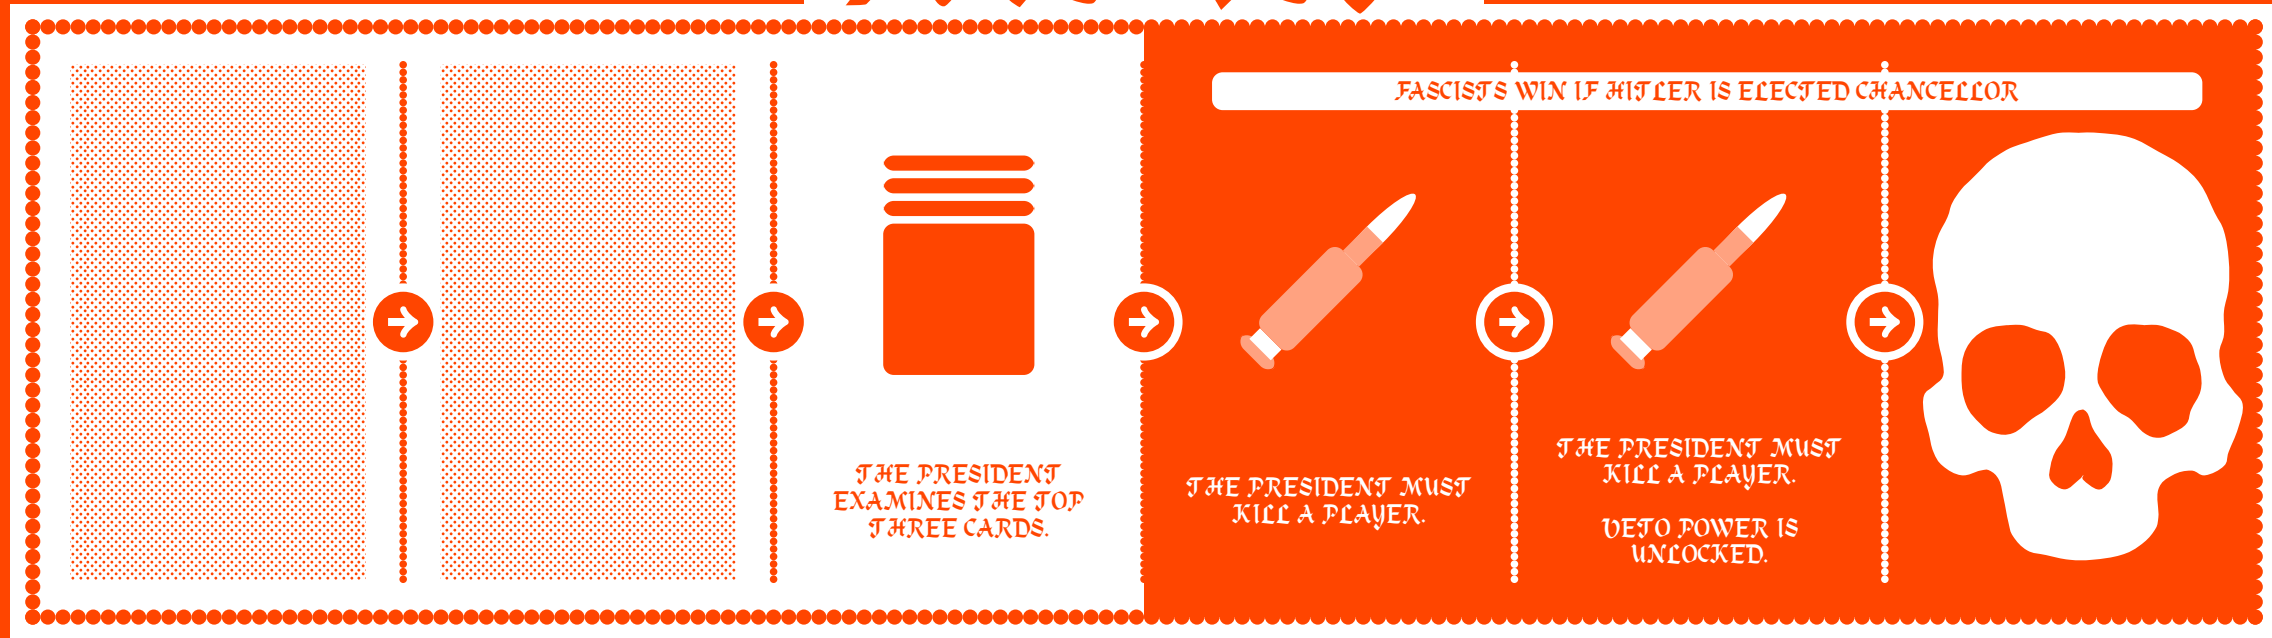 FASCISTS WIN IF HITLER IS ELECTED CHANCELLOR
THE PRESIDENT
EXAMINES THE TOP
THREE CARDS.
THE PRESIDENT MUST
KILL A PLAYER.
THE PRESIDENT MUST
KILL A PLAYER.
VETO POWER IS
UNLOCKED.